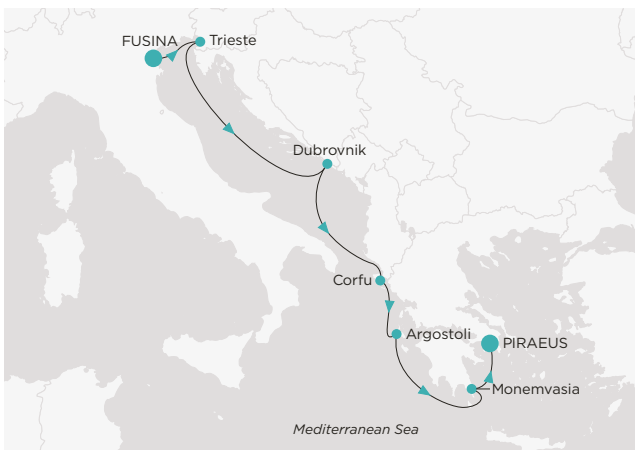 FUSINA
Trieste
Dubrovnik
Corfu
Argostoli
PIRAEUS
Monemvasia
Mediterranean Sea